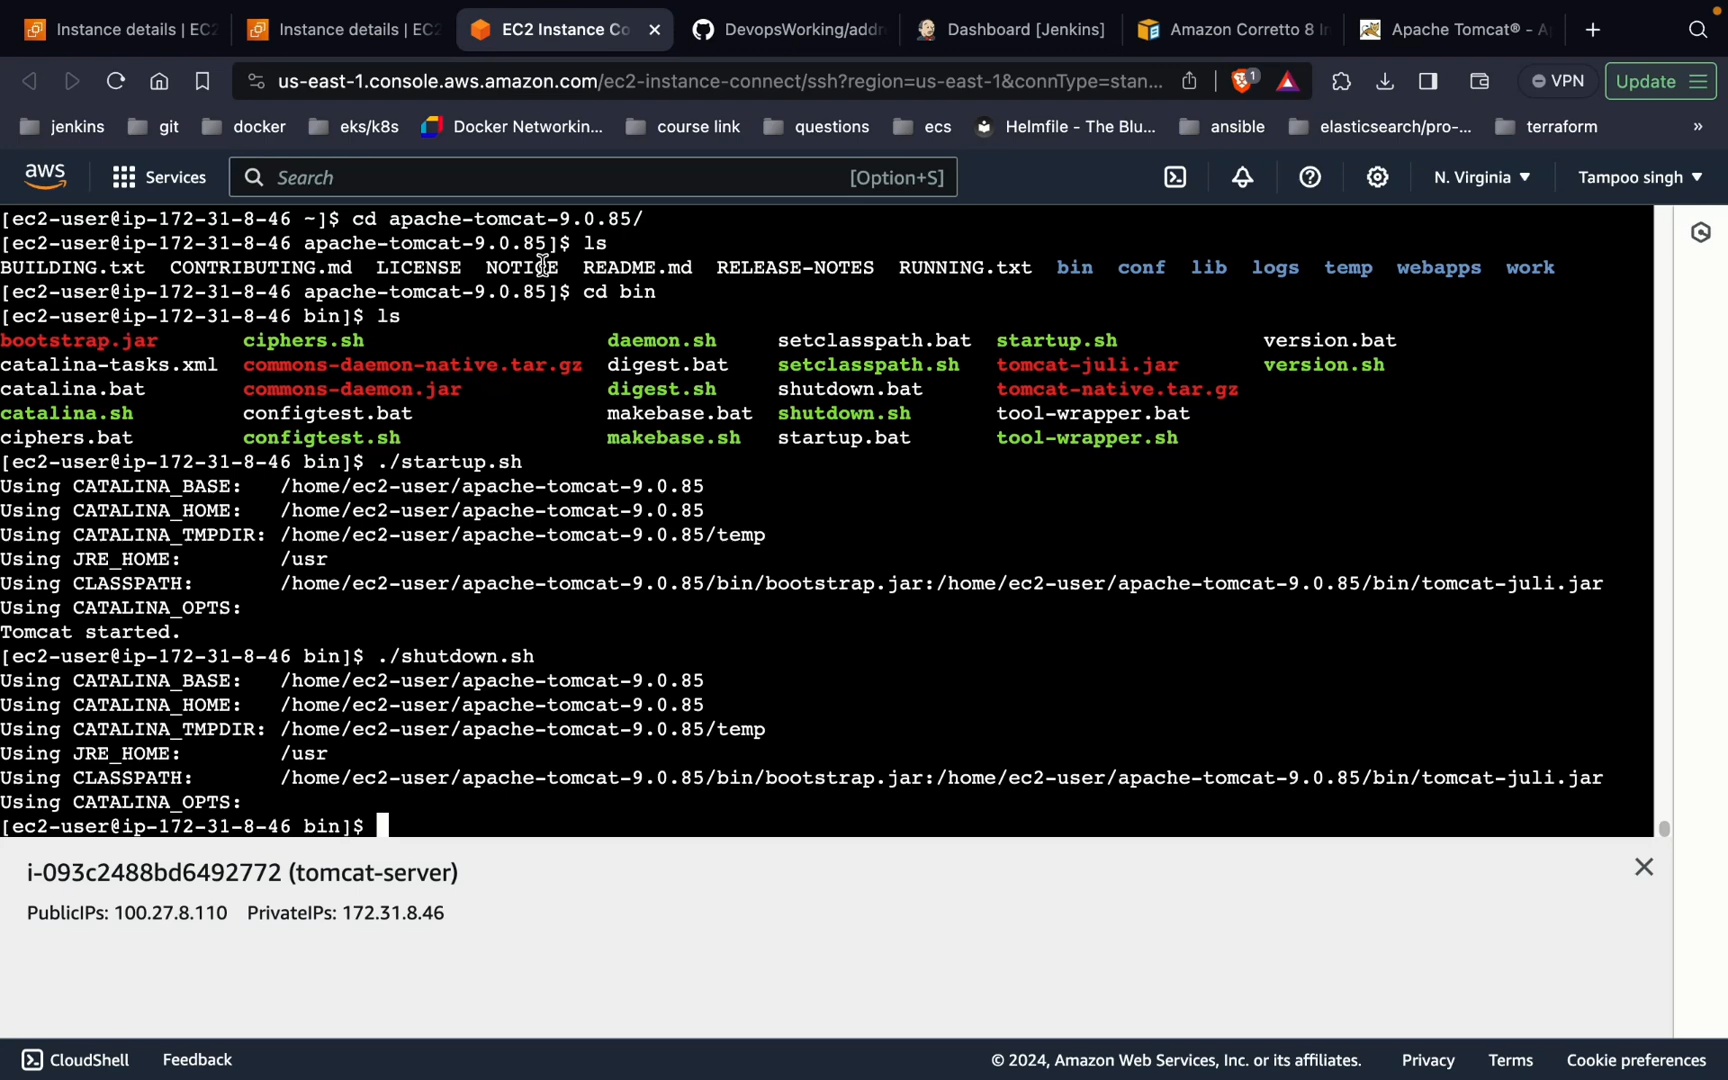 Instance details | EC2
Instance details | EC2
EC2 Instance Co
DevopsWorking/addr
Dashboard [Jenkins]
Amazon Corretto 8 I
Apache Tomcat® - A
us-east-1.console.aws.amazon.com/ec2-instance-connect/ssh?region=us-east-1&connType=stan...
1
VPN
Update
jenkins
git
docker
eks/k8s
Docker Networkin...
course link
questions
ecs
Helmfile - The Blu...
ansible
elasticsearch/pro-...
terraform
»
aws
Services
Search
[Option+S]
N. Virginia
Tampoo singh
[ec2-user@ip-172-31-8-46 ~]$ cd apache-tomcat-9.0.85/
[ec2-user@ip-172-31-8-46 apache-tomcat-9.0.85]$ ls
BUILDING.txt CONTRIBUTING.md LICENSE NOTICE README.md RELEASE-NOTES RUNNING.txt bin conf lib logs temp webapps work
[ec2-user@ip-172-31-8-46 apache-tomcat-9.0.85]$ cd bin
[ec2-user@ip-172-31-8-46 bin]$ ls
bootstrap.jar ciphers.sh daemon.sh setclasspath.bat startup.sh version.bat
catalina-tasks.xml commons-daemon-native.tar.gz digest.bat setclasspath.sh tomcat-juli.jar version.sh
catalina.bat commons-daemon.jar digest.sh shutdown.bat tomcat-native.tar.gz
catalina.sh configtest.bat makebase.bat shutdown.sh tool-wrapper.bat
ciphers.bat configtest.sh makebase.sh startup.bat tool-wrapper.sh
[ec2-user@ip-172-31-8-46 bin]$ ./startup.sh
Using CATALINA_BASE: /home/ec2-user/apache-tomcat-9.0.85
Using CATALINA_HOME: /home/ec2-user/apache-tomcat-9.0.85
Using CATALINA_TMPDIR: /home/ec2-user/apache-tomcat-9.0.85/temp
Using JRE_HOME: /usr
Using CLASSPATH: /home/ec2-user/apache-tomcat-9.0.85/bin/bootstrap.jar:/home/ec2-user/apache-tomcat-9.0.85/bin/tomcat-juli.jar
Using CATALINA_OPTS:
Tomcat started.
[ec2-user@ip-172-31-8-46 bin]$ ./shutdown.sh
Using CATALINA_BASE: /home/ec2-user/apache-tomcat-9.0.85
Using CATALINA_HOME: /home/ec2-user/apache-tomcat-9.0.85
Using CATALINA_TMPDIR: /home/ec2-user/apache-tomcat-9.0.85/temp
Using JRE_HOME: /usr
Using CLASSPATH: /home/ec2-user/apache-tomcat-9.0.85/bin/bootstrap.jar:/home/ec2-user/apache-tomcat-9.0.85/bin/tomcat-juli.jar
Using CATALINA_OPTS:
[ec2-user@ip-172-31-8-46 bin]$
i-093c2488bd6492772 (tomcat-server)
PublicIPs: 100.27.8.110 PrivateIPs: 172.31.8.46
CloudShell
Feedback
© 2024, Amazon Web Services, Inc. or its affiliates.
Privacy
Terms
Cookie preferences